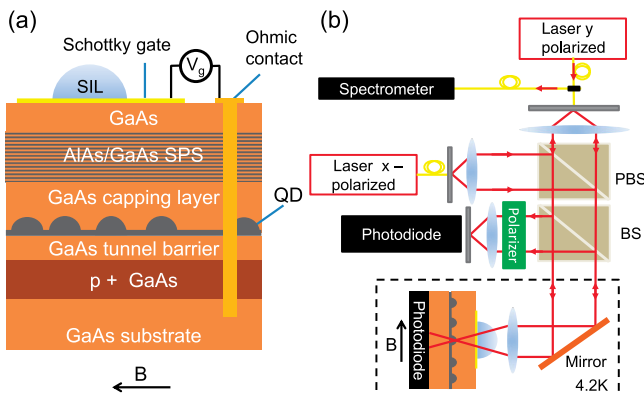 (a)
Schottky gate
Vg
Ohmic
contact
SIL
GaAs
AlAs/GaAs SPS
GaAs capping layer
QD
GaAs tunnel barrier
p + GaAs
GaAs substrate
B
(b)
Laser y
polarized
Spectrometer
Laser x –
polarized
PBS
Photodiode
Polarizer
BS
Photodiode
B
Mirror
4.2K